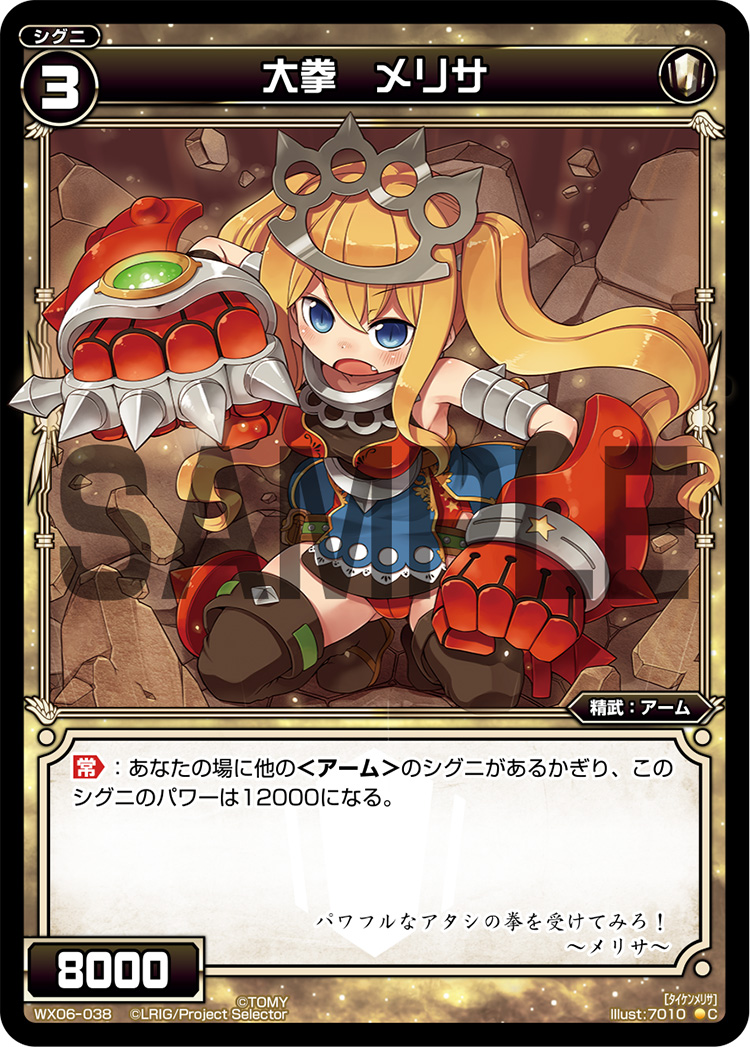 シグニ
3
大拳　メリサ
SAMPLE
精武：アーム
常：あなたの場に他の＜アーム＞のシグニがあるかぎり、この
シグニのパワーは12000になる。
パワフルなアタシの拳を受けてみろ！
～メリサ～
8000
©TOMY
[タイケンメリサ]
WX06-038 ©LRIG/Project Selector
Illust:7010 C